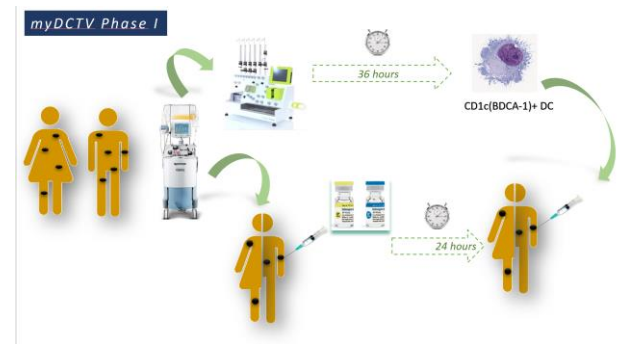 myDCTV Phase I
36 hours
CD1c(BDCA-1)+ DC
24 hours